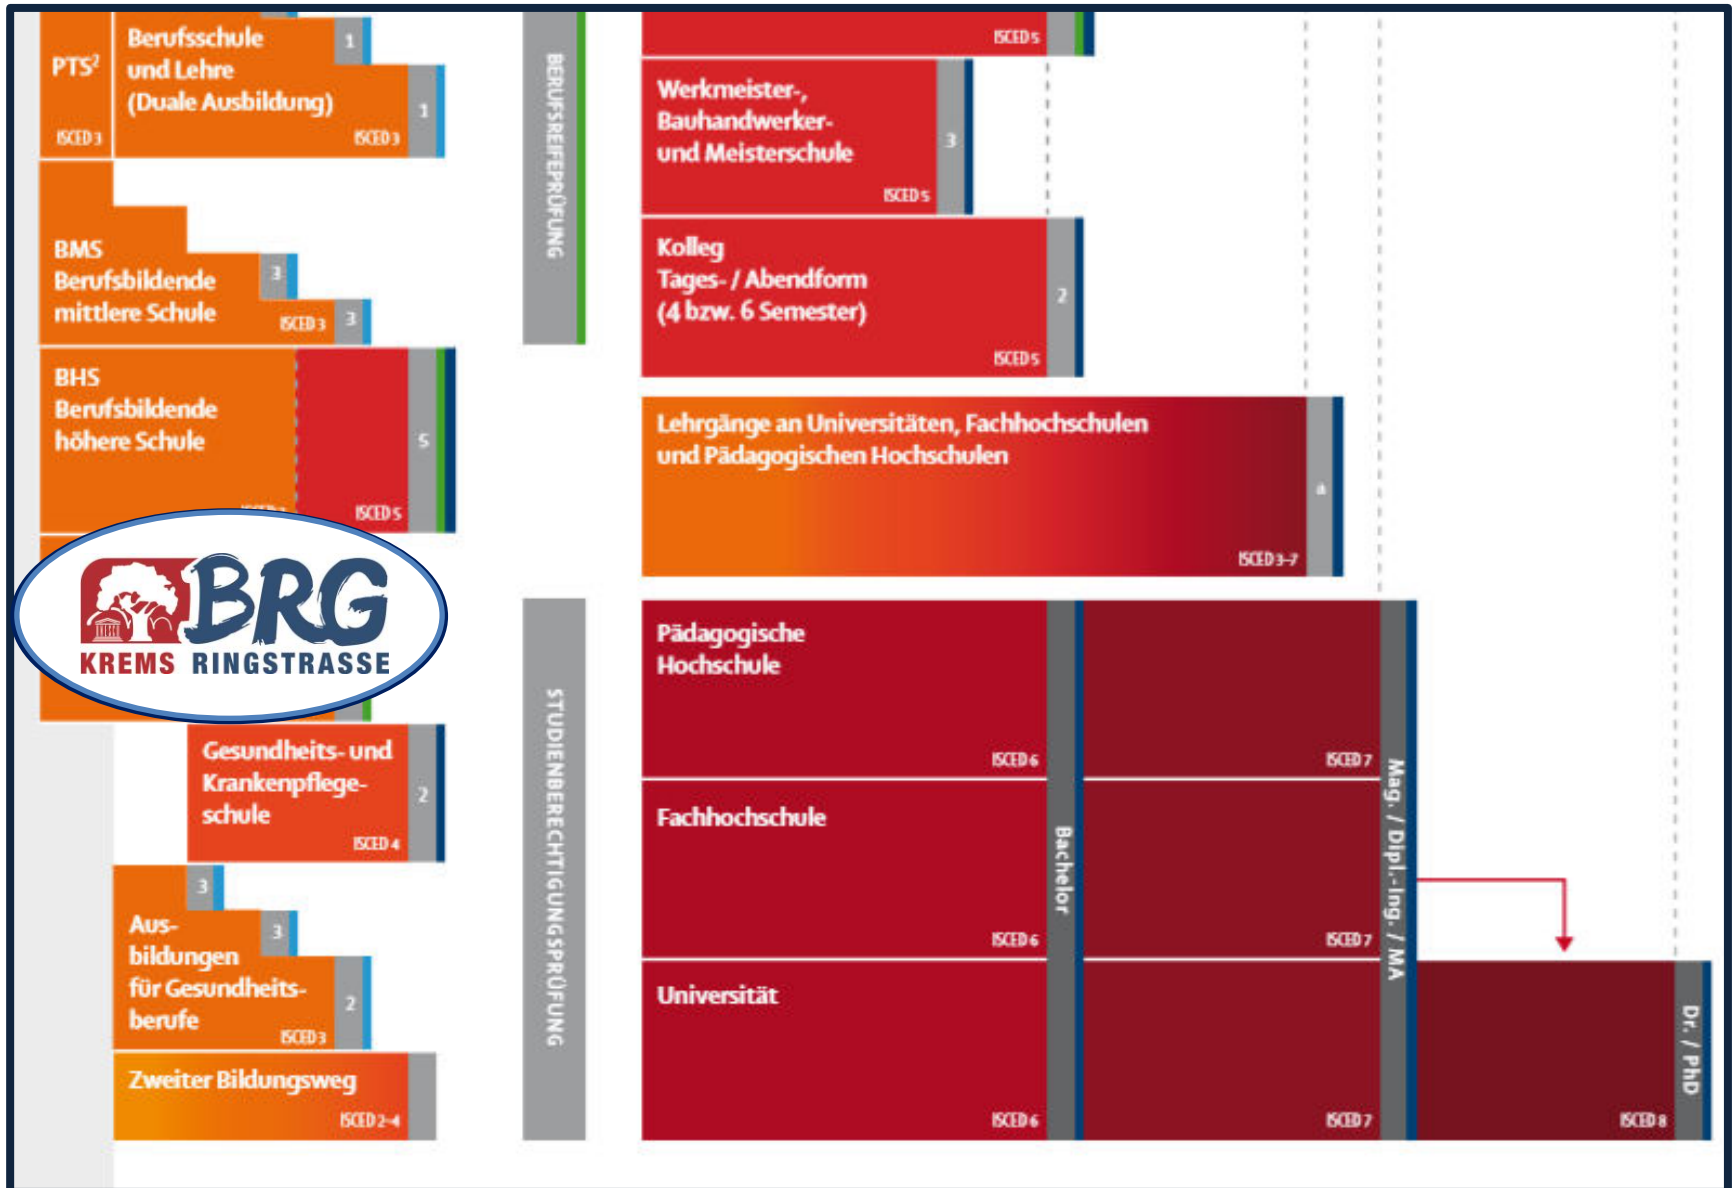 Berufsschule
und Lehre
(Duale Ausbildung)
1
1
PTS²
ISCED 3
ISCED 3
BMS
Berufsbildende
mittlere Schule
3
ISCED 3
3
BHS
Berufsbildende
höhere Schule
5
ISCED 5
BRG
KREMS RINGSTRASSE
Gesundheits- und
Krankenpflege-
schule
2
ISCED 4
3
Aus-
bildungen
für Gesundheits-
berufe
3
2
ISCED 3
Zweiter Bildungsweg
ISCED 2-4
BERUFSREIFEPRÜFUNG
STUDIENBERECHTIGUNGSPRÜFUNG
ISCED 5
Werkmeister-,
Bauhandwerker-
und Meisterschule
3
ISCED 5
Kolleg
Tages- / Abendform
(4 bzw. 6 Semester)
2
ISCED 5
Lehrgänge an Universitäten, Fachhochschulen
und Pädagogischen Hochschulen
a
ISCED 3-7
Pädagogische
Hochschule
ISCED 6
ISCED 7
Fachhochschule
ISCED 6
ISCED 7
Universität
ISCED 6
ISCED 7
ISCED 8
Bachelor
Mag. / Dipl.-Ing. / MA
Dr. / PhD